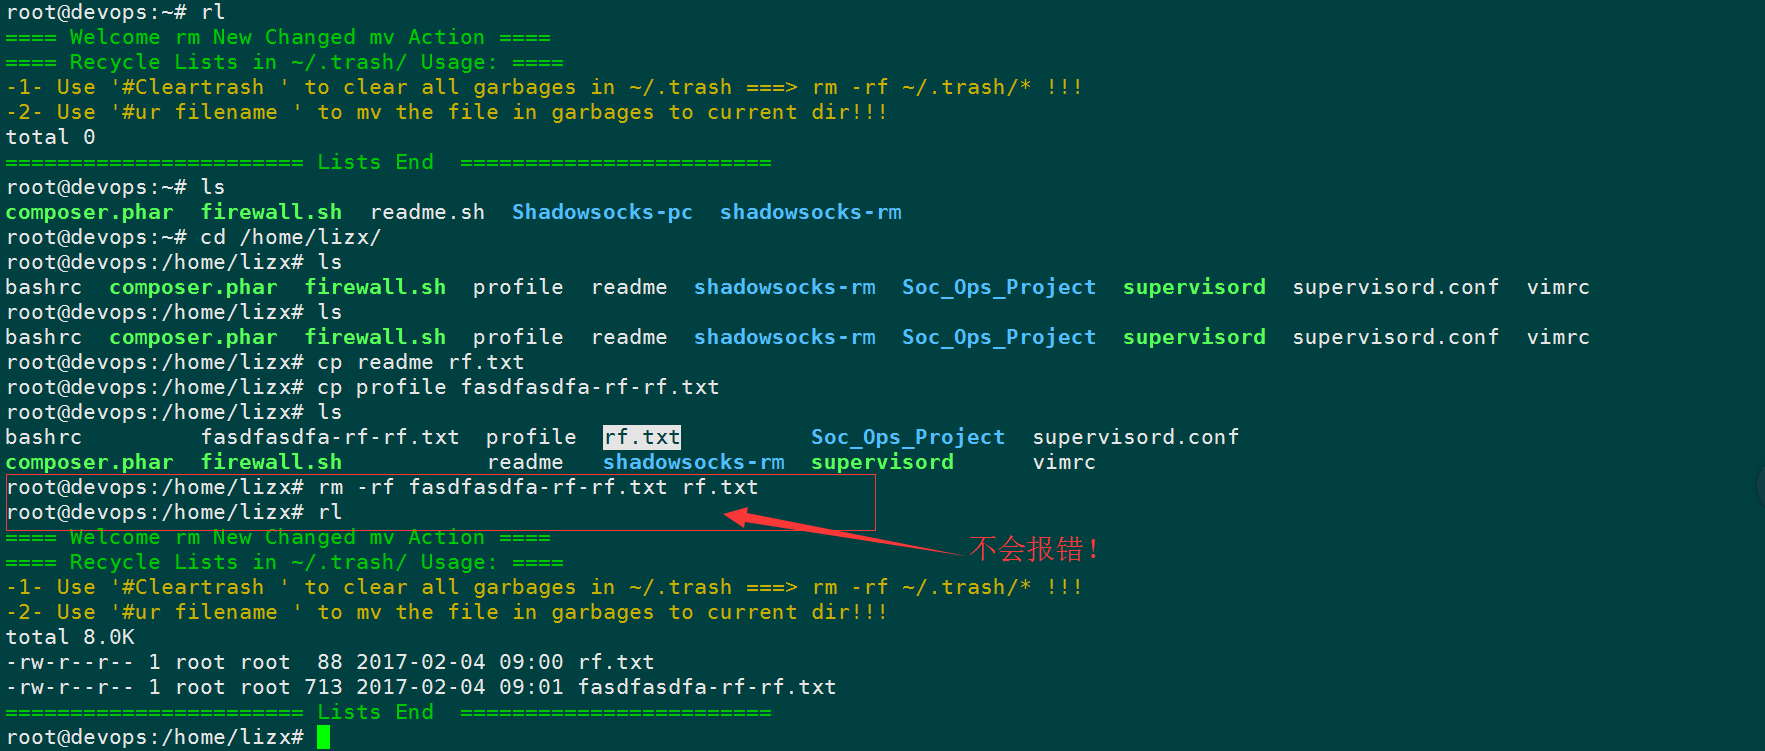 root@devops:~# rl
==== Welcome rm New Changed mv Action ====
==== Recycle Lists in ~/.trash/ Usage: ====
-1- Use '#Cleartrash ' to clear all garbages in ~/.trash ===> rm -rf ~/.trash/* !!!
-2- Use '#ur filename ' to mv the file in garbages to current dir!!!
total 0
======================= Lists End  ========================
root@devops:~# ls
composer.phar  firewall.sh  readme.sh  Shadowsocks-pc  shadowsocks-rm
root@devops:~# cd /home/lizx/
root@devops:/home/lizx# ls
bashrc  composer.phar  firewall.sh  profile  readme  shadowsocks-rm  Soc_Ops_Project  supervisord  supervisord.conf  vimrc
root@devops:/home/lizx# ls
bashrc  composer.phar  firewall.sh  profile  readme  shadowsocks-rm  Soc_Ops_Project  supervisord  supervisord.conf  vimrc
root@devops:/home/lizx# cp readme rf.txt
root@devops:/home/lizx# cp profile fasdfasdfa-rf-rf.txt
root@devops:/home/lizx# ls
bashrc         fasdfasdfa-rf-rf.txt  profile  rf.txt          Soc_Ops_Project  supervisord.conf
composer.phar  firewall.sh           readme   shadowsocks-rm  supervisord      vimrc
root@devops:/home/lizx# rm -rf fasdfasdfa-rf-rf.txt rf.txt
root@devops:/home/lizx# rl
==== Welcome rm New Changed mv Action ====
不会报错!
==== Recycle Lists in ~/.trash/ Usage: ====
-1- Use '#Cleartrash ' to clear all garbages in ~/.trash ===> rm -rf ~/.trash/* !!!
-2- Use '#ur filename ' to mv the file in garbages to current dir!!!
total 8.0K
-rw-r--r-- 1 root root  88 2017-02-04 09:00 rf.txt
-rw-r--r-- 1 root root 713 2017-02-04 09:01 fasdfasdfa-rf-rf.txt
======================= Lists End  ========================
root@devops:/home/lizx#